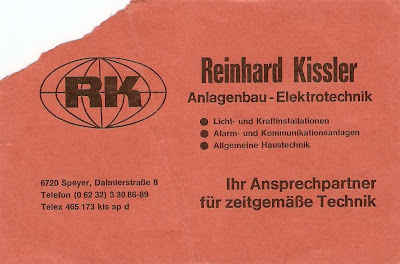 RK
Reinhard Kissler
Anlagenbau - Elektrotechnik
● Licht- und Kraftinstallationen
● Alarm- und Kommunikationsanlagen
● Allgemeine Haustechnik
6720 Speyer, Daimlerstraße 8
Telefon (0 62 32) 3 30 86-89
Telex 465 173 kis sp d
Ihr Ansprechpartner
für zeitgemäße Technik